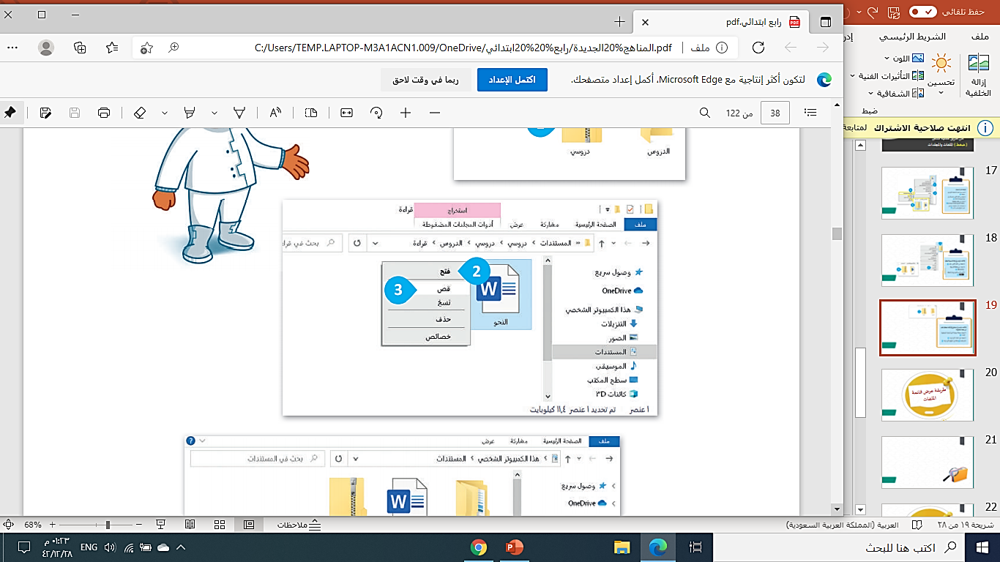 رابع ابتدائي.pdf
حفظ تلقائي
C:/Users/TEMP.LAPTOP-M3A1ACN1.009/OneDrive/المناهج%20الجديدة/رابع%20%20ابتدائي.pdf
ملف
ملف
الشريط الرئيسي
إدر
لتكون أكثر إنتاجية مع Microsoft Edge، أكمل إعداد متصفحك.
اكتمل الإعداد
ربما في وقت لاحق
إزالة الخلفية
تحسين
اللون
التأثيرات الفنية
الشفافية
ضبط
38
من 122
انتهت صلاحية الاشتراك
لمتابعة
الدروس
دروسي
استخراج
قراءة
ملف
الصفحة الرئيسية
مشاركة
عرض
أدوات المجلدات المضغوطة
المستندات
دروسي
دروسي
الدروس
قراءة
بحث في قراء
وصول سريع
OneDrive
هذا الكمبيوتر الشخصي
التنزيلات
الصور
المستندات
الموسيقى
سطح المكتب
كائنات ٣D
2
فتح
3
قص
نسخ
حذف
خصائص
W
النحو
١ عنصر
تم تحديد ١ عنصر ١١,٤ كيلوبايت
ملف
الصفحة الرئيسية
مشاركة
عرض
هذا الكمبيوتر الشخصي
المستندات
بحث في المستندات
وصول سريع
OneDrive
W
17
18
19
20
طريقة عرض قائمة
الملفات
21
22
شريحة ١٩ من ٢٨
العربية (المملكة العربية السعودية)
ملاحظات
68%
اكتب هنا للبحث
ENG
٠١:٢٣ م
٤٢/١٢/٢٨